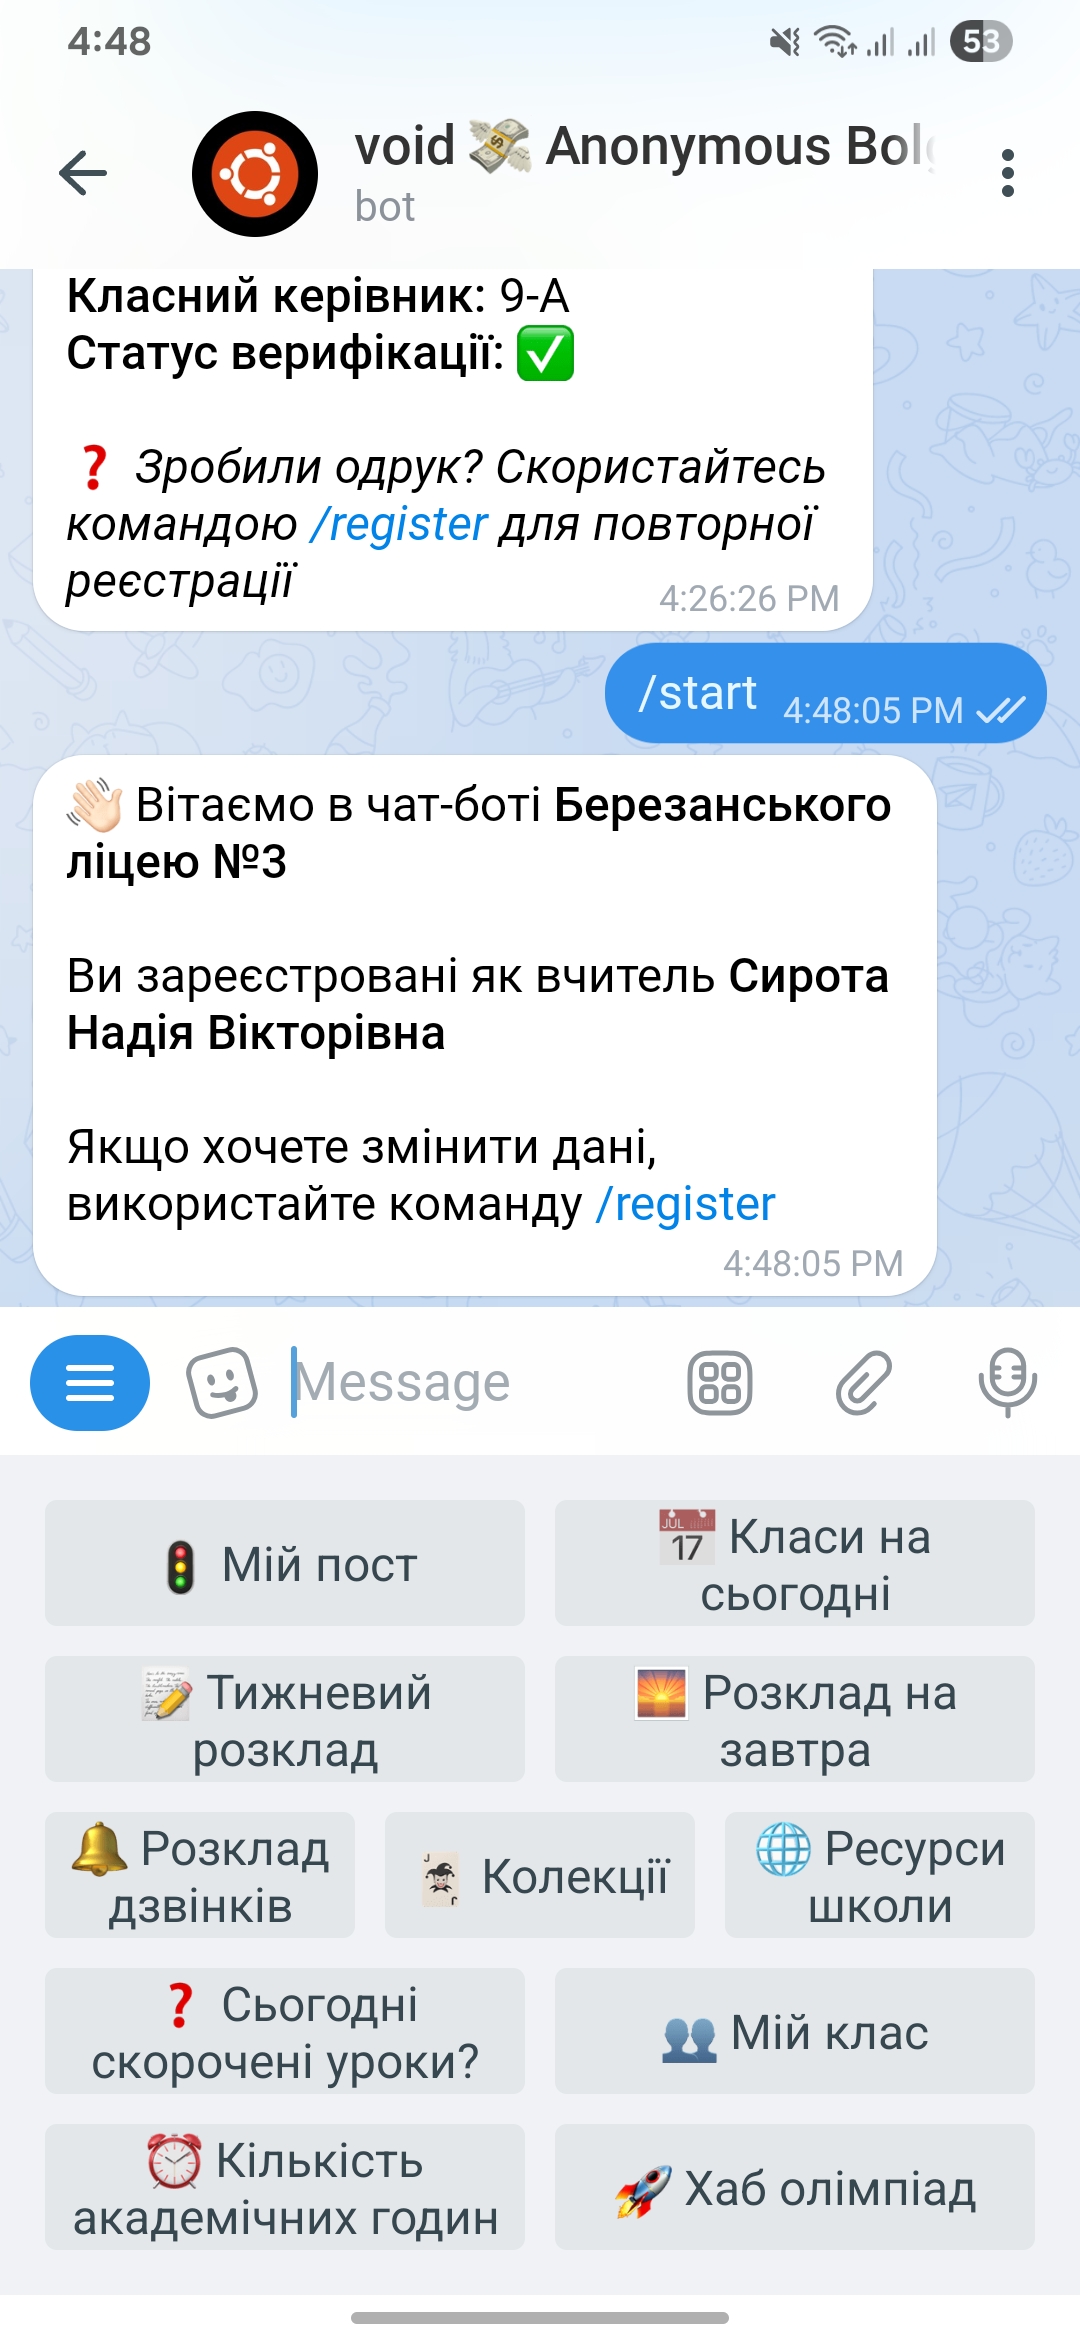 4:48
53
void 💸 Anonymous Bol
bot
Класний керівник: 9-А
Статус верифікації: ✅
❓ Зробили одрук? Скористайтесь
командою /register для повторної
реєстрації
4:26:26 PM
/start 4:48:05 PM
👋🏻 Вітаємо в чат-боті Березанського
ліцею №3
Ви зареєстровані як вчитель Сирота
Надія Вікторівна
Якщо хочете змінити дані,
використайте команду /register
4:48:05 PM
Message
🚦 Мій пост
📅 Класи на
сьогодні
📝 Тижневий
розклад
🌅 Розклад на
завтра
🔔 Розклад
дзвінків
🃏 Колекції
🌐 Ресурси
школи
❓ Сьогодні
скорочені уроки?
👥 Мій клас
⏰ Кількість
академічних годин
🚀 Хаб олімпіад